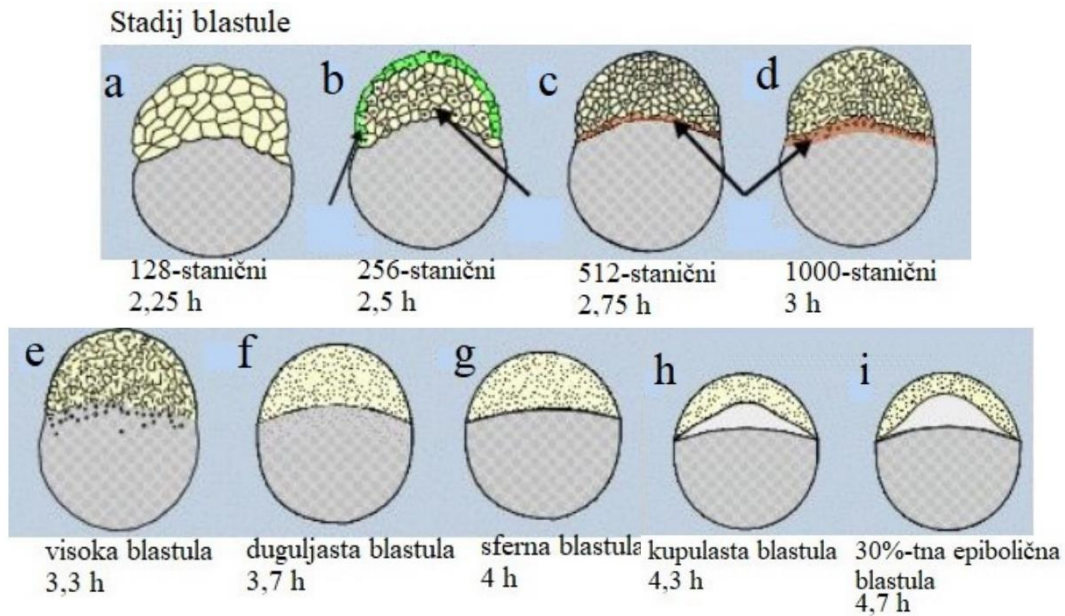 Stadij blastule
a b c d
128-stanični 256-stanični 512-stanični 1000-stanični
2,25 h 2,5 h 2,75 h 3 h
e f g h i
visoka blastula duguljasta blastula sferna blastula kupulasta blastula 30%-tna epibolična
3,3 h 3,7 h 4 h 4,3 h blastula
4,7 h